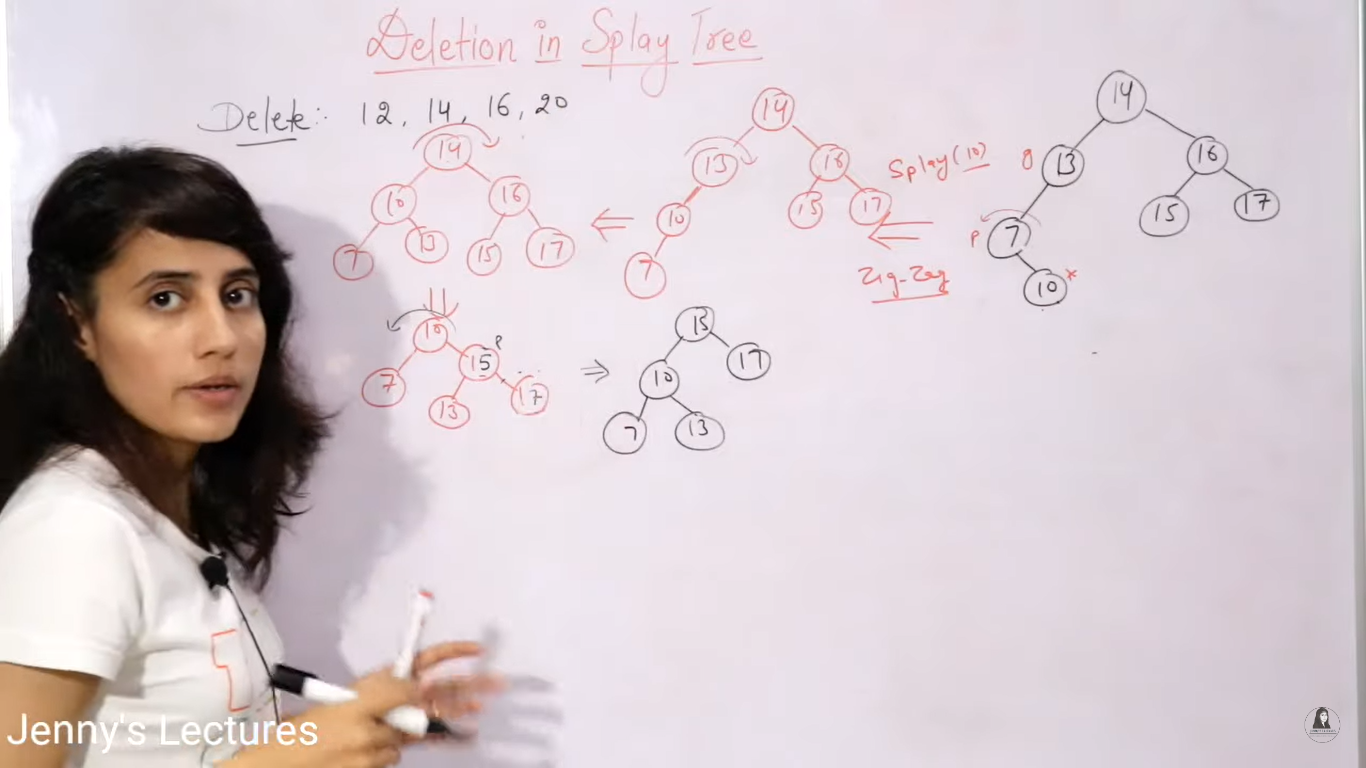 Deletion in Splay Tree
Delete:- 12, 14, 16, 20
14
13 16
7 15 17
10
g
p
x
Splay(10)
Zig-Zag
14
13 16
10 15 17
7
14
10 16
7 13 15 17
10
7 15 P
13 17
15
10 17
7 13
Jenny's Lectures